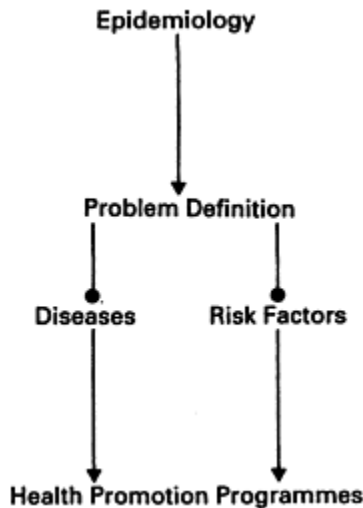 Epidemiology
Problem Definition
Diseases Risk Factors
Health Promotion Programmes